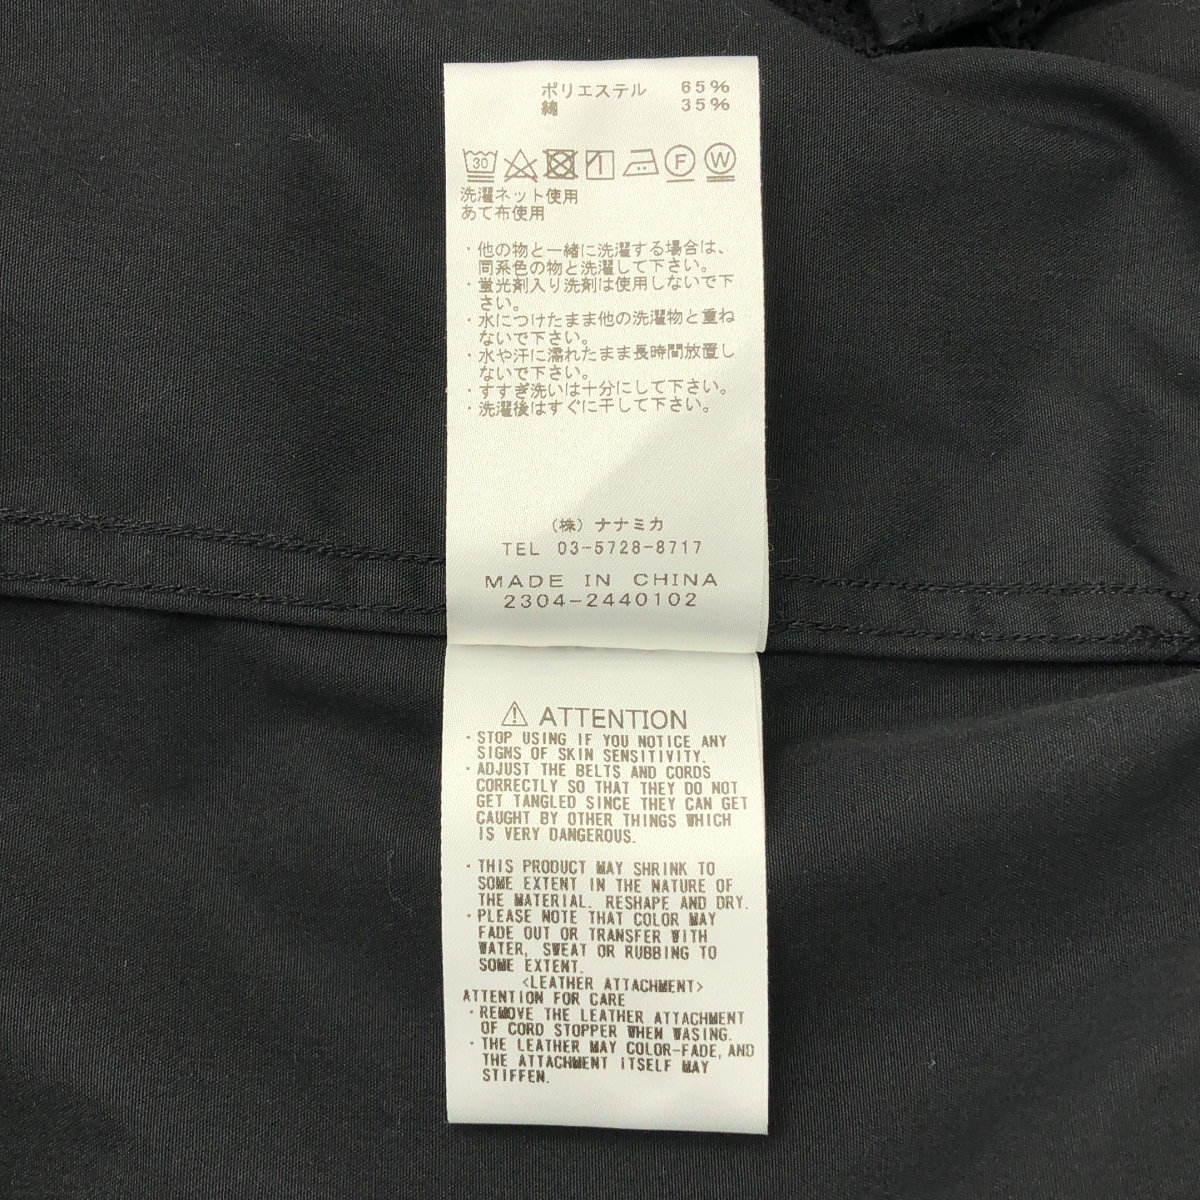 ポリエステル 65%
綿 35%
30 F W
洗濯ネット使用
あて布使用
・他の物と一緒に洗濯する場合は、
同系色の物と洗濯して下さい。
・蛍光剤入り洗剤は使用しないで下
さい。
・水につけたまま他の洗濯物と重ね
ないで下さい。
・水や汗に濡れたまま長時間放置し
ないで下さい。
・すすぎ洗いは十分にして下さい。
・洗濯後はすぐに干して下さい。
(株) ナナミカ
TEL 03-5728-8717
MADE IN CHINA
2304-2440102
⚠ ATTENTION
・STOP USING IF YOU NOTICE ANY
SIGNS OF SKIN SENSITIVITY.
・ADJUST THE BELTS AND CORDS
CORRECTLY SO THAT THEY DO NOT
GET TANGLED SINCE THEY CAN GET
CAUGHT BY OTHER THINGS WHICH
IS VERY DANGEROUS.
・THIS PRODUCT MAY SHRINK TO
SOME EXTENT IN THE NATURE OF
THE MATERIAL. RESHAPE AND DRY.
・PLEASE NOTE THAT COLOR MAY
FADE OUT OR TRANSFER WITH
WATER, SWEAT OR RUBBING TO
SOME EXTENT.
<LEATHER ATTACHMENT>
ATTENTION FOR CARE
・REMOVE THE LEATHER ATTACHMENT
OF CORD STOPPER WHEN WASING.
・THE LEATHER MAY COLOR-FADE, AND
THE ATTACHMENT ITSELF MAY
STIFFEN.